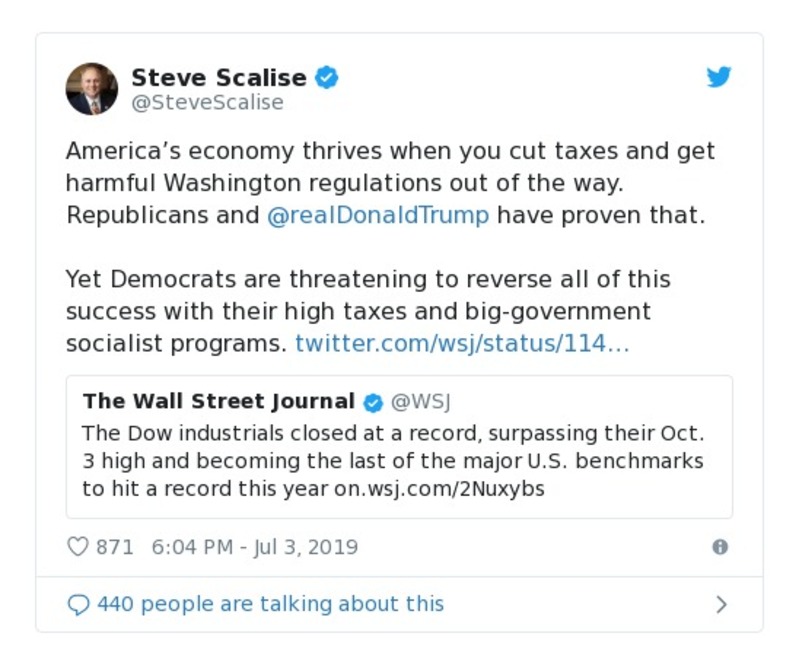 Steve Scalise
@SteveScalise
America’s economy thrives when you cut taxes and get
harmful Washington regulations out of the way.
Republicans and @realDonaldTrump have proven that.
Yet Democrats are threatening to reverse all of this
success with their high taxes and big-government
socialist programs. twitter.com/wsj/status/114…
The Wall Street Journal @WSJ
The Dow industrials closed at a record, surpassing their Oct.
3 high and becoming the last of the major U.S. benchmarks
to hit a record this year on.wsj.com/2Nuxybs
871 6:04 PM - Jul 3, 2019
440 people are talking about this